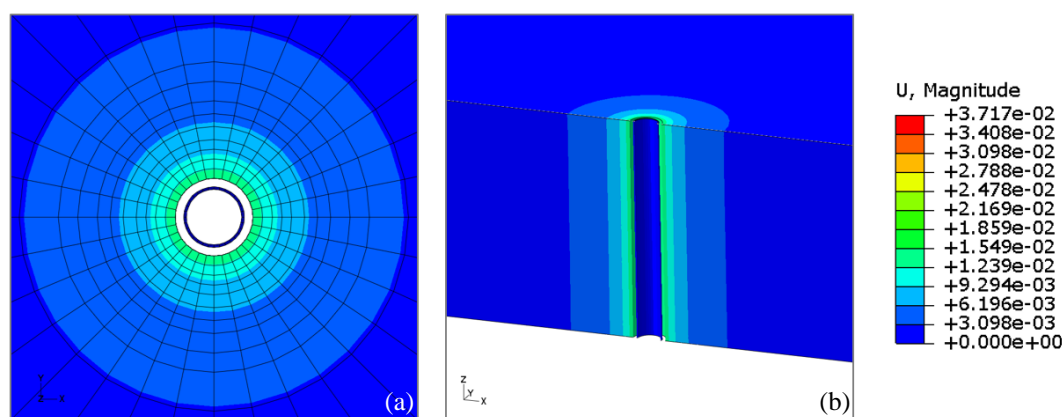 Y
X
(a)
Z
Y
X
(b)
U, Magnitude
+3.717e-02
+3.408e-02
+3.098e-02
+2.788e-02
+2.478e-02
+2.169e-02
+1.859e-02
+1.549e-02
+1.239e-02
+9.294e-03
+6.196e-03
+3.098e-03
+0.000e+00